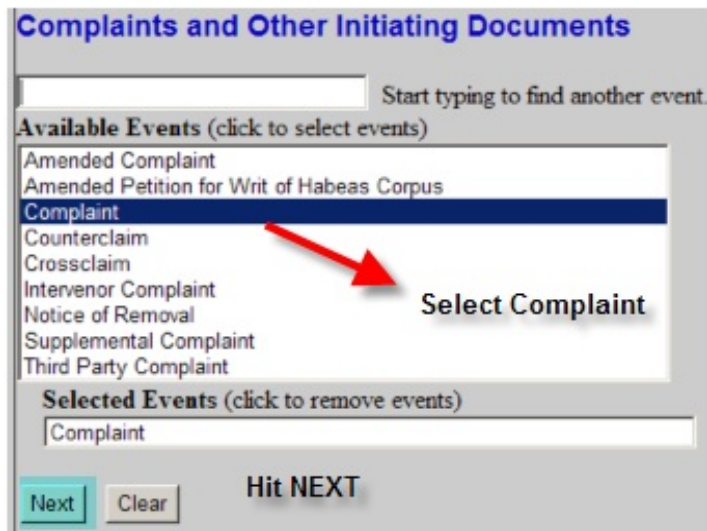 Complaints and Other Initiating Documents
Start typing to find another event.
Available Events (click to select events)
Amended Complaint
Amended Petition for Writ of Habeas Corpus
Complaint
Counterclaim
Crossclaim
Intervenor Complaint
Notice of Removal
Supplemental Complaint
Third Party Complaint
Select Complaint
Selected Events (click to remove events)
Complaint
Next Clear Hit NEXT